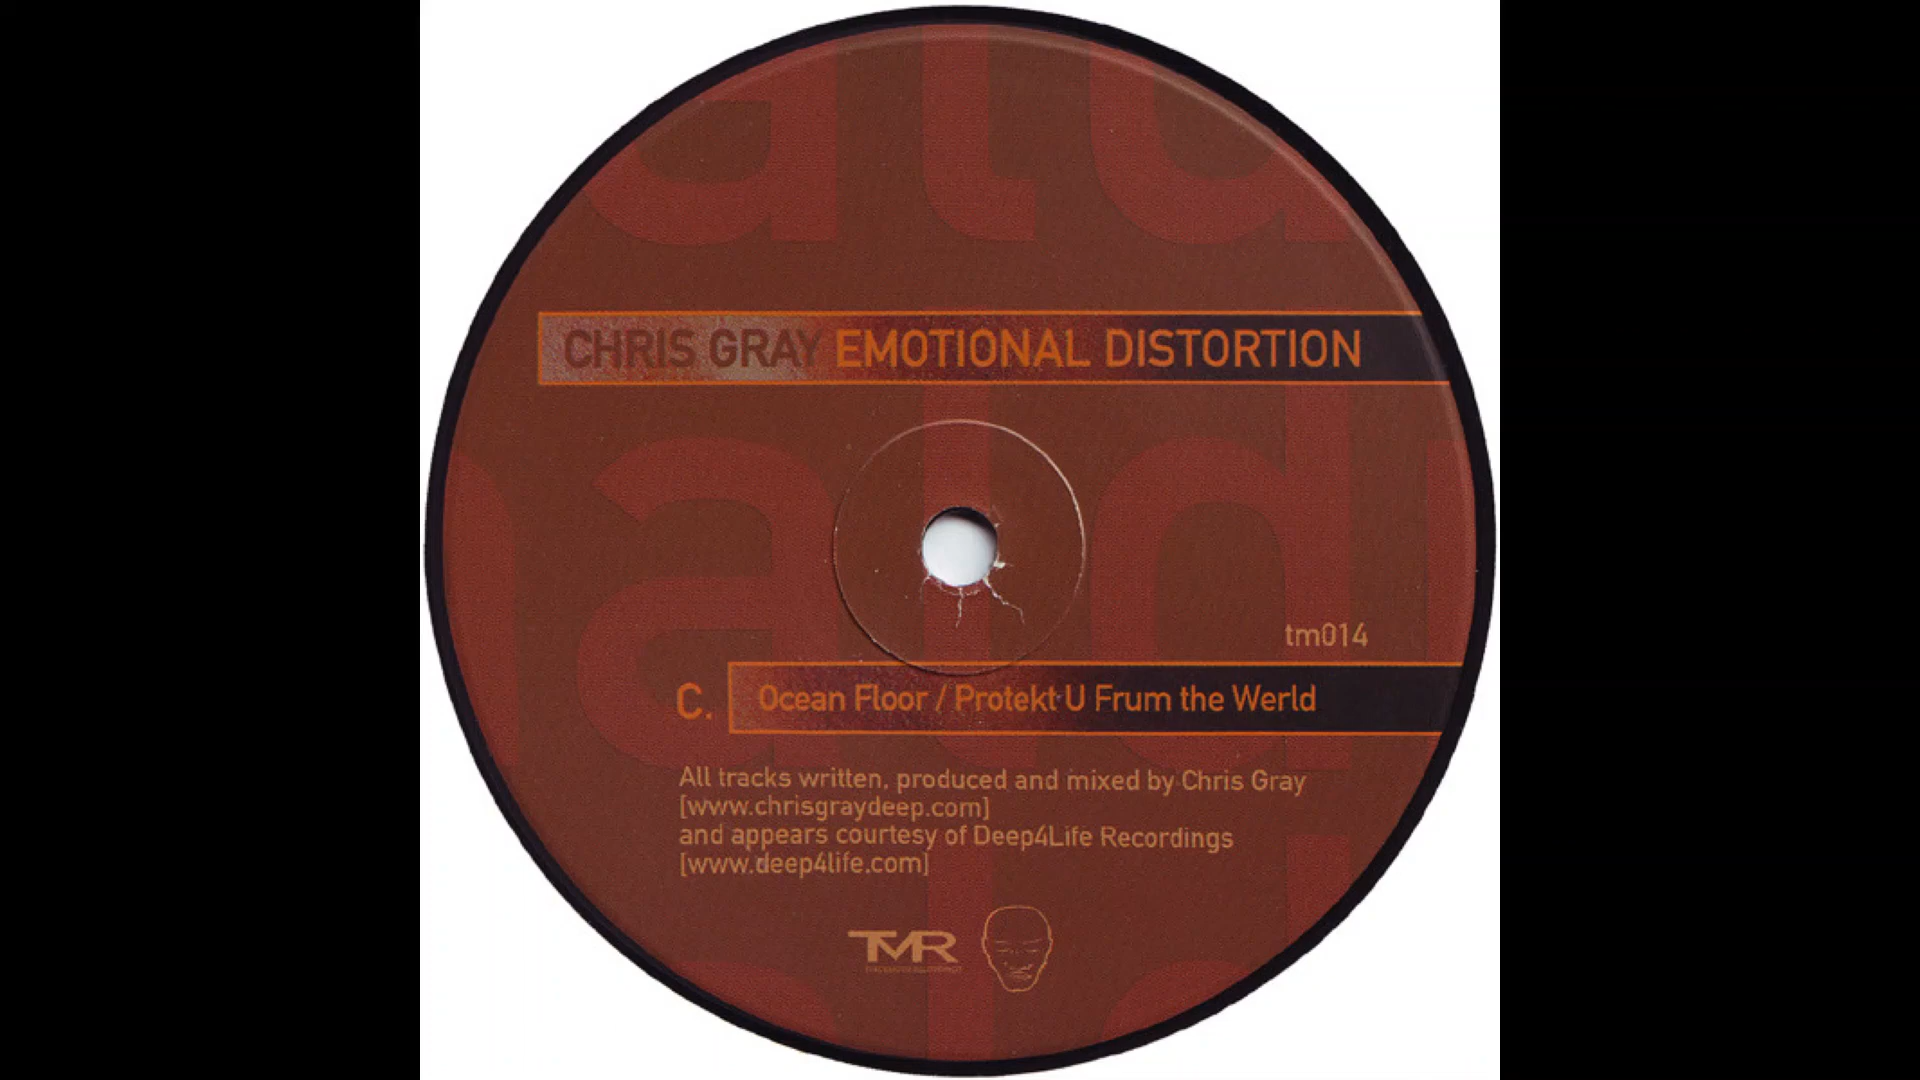 CHRIS GRAY EMOTIONAL DISTORTION
tm014
C. Ocean Floor / Protekt U Frum the Werld
All tracks written, produced and mixed by Chris Gray
[www.chrisgraydeep.com]
and appears courtesy of Deep4Life Recordings
[www.deep4life.com]
TMR